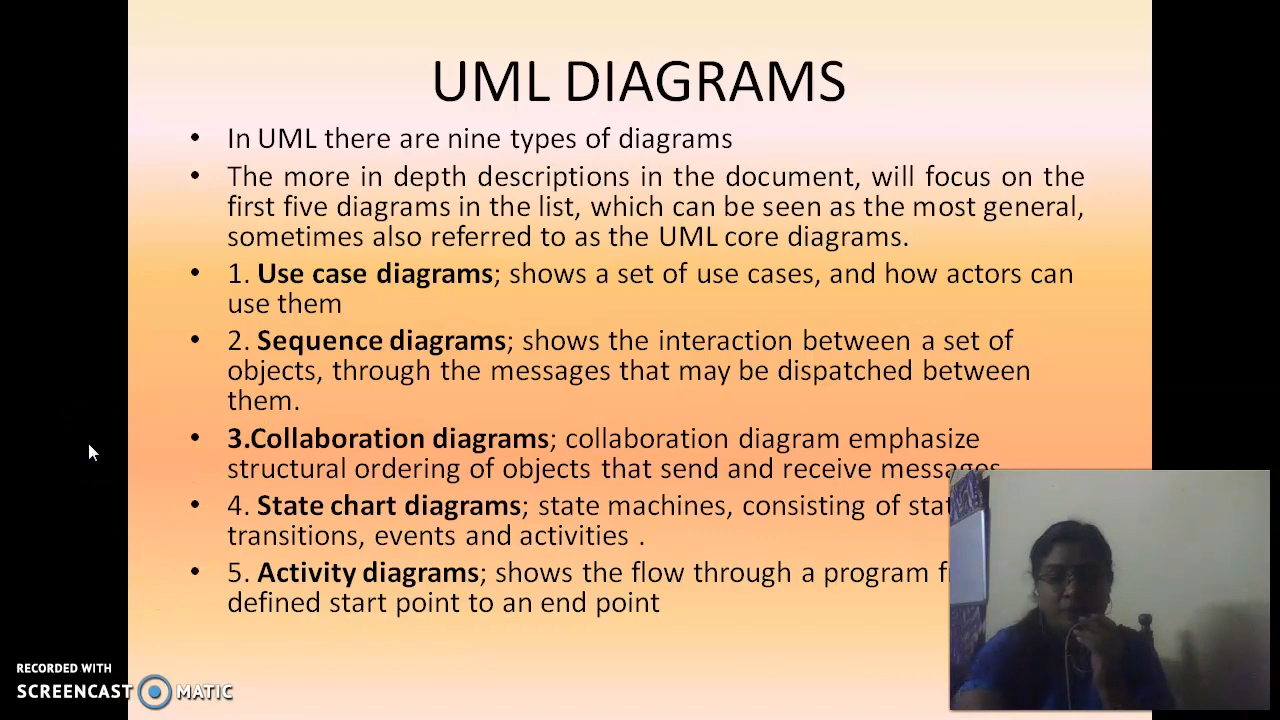 UML DIAGRAMS
• In UML there are nine types of diagrams
• The more in depth descriptions in the document, will focus on the
first five diagrams in the list, which can be seen as the most general,
sometimes also referred to as the UML core diagrams.
• 1. Use case diagrams; shows a set of use cases, and how actors can
use them
• 2. Sequence diagrams; shows the interaction between a set of
objects, through the messages that may be dispatched between
them.
• 3.Collaboration diagrams; collaboration diagram emphasize
structural ordering of objects that send and receive messages
• 4. State chart diagrams; state machines, consisting of
transitions, events and activities .
• 5. Activity diagrams; shows the flow through a program
defined start point to an end point
RECORDED WITH
SCREENCAST MATIC